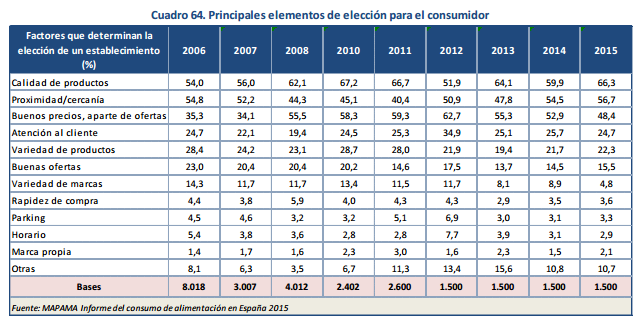 Cuadro 64. Principales elementos de elección para el consumidor
Factores que determinan la elección de un establecimiento (%) 2006 2007 2008 2010 2011 2012 2013 2014 2015
Calidad de productos 54,0 56,0 62,1 67,2 66,7 51,9 64,1 59,9 66,3
Proximidad/cercanía 54,8 52,2 44,3 45,1 40,4 50,9 47,8 54,5 56,7
Buenos precios, aparte de ofertas 35,3 34,1 55,5 58,3 59,3 62,7 55,3 52,9 48,4
Atención al cliente 24,7 22,1 19,4 24,5 25,3 34,9 25,1 25,7 24,7
Variedad de productos 28,4 24,2 23,1 28,7 28,0 21,9 19,4 21,7 22,3
Buenas ofertas 23,0 20,4 20,4 20,2 14,6 17,5 13,7 14,5 15,5
Variedad de marcas 14,3 11,7 11,7 13,4 11,5 11,7 8,1 8,9 4,8
Rapidez de compra 4,4 3,8 5,9 4,0 4,3 4,3 2,9 3,5 3,6
Parking 4,5 4,6 3,2 3,2 5,1 6,9 3,0 3,1 3,3
Horario 5,4 3,8 3,6 2,8 2,8 7,7 3,9 3,1 2,9
Marca propia 1,4 1,7 1,6 2,3 3,0 1,6 2,3 1,5 2,1
Otras 8,1 6,3 3,5 6,7 11,3 13,4 15,6 10,8 10,7
Bases 8.018 3.007 4.012 2.402 2.600 1.500 1.500 1.500 1.500
Fuente: MAPAMA Informe del consumo de alimentación en España 2015